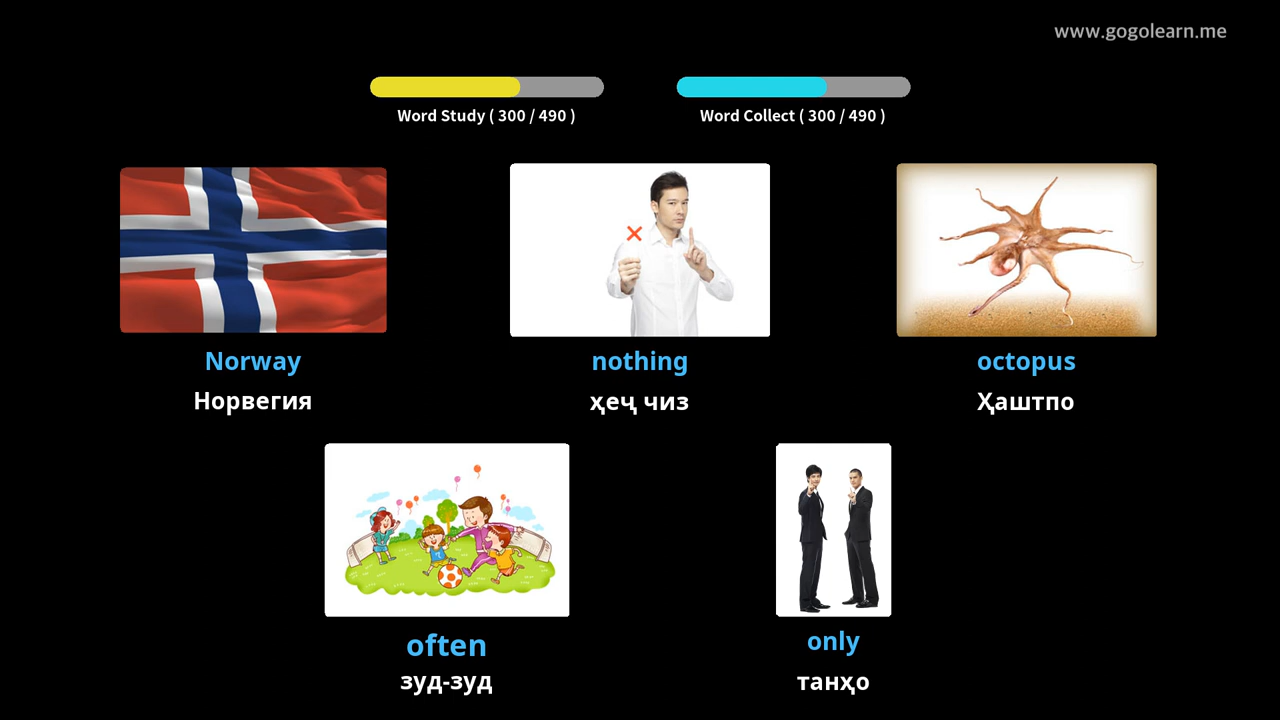 www.gogolearn.me
Word Study ( 300 / 490 )
Word Collect ( 300 / 490 )
Norway
Норвегия
nothing
ҳеҷ чиз
octopus
Ҳаштпо
often
зуд-зуд
only
танҳо